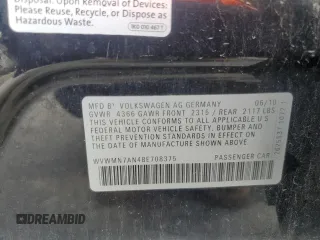 Disposal Upon Removal of Devices:
Please Reuse, Recycle, or Dispose as
Hazardous Waste.
MFD BY VOLKSWAGEN AG GERMANY 06/10
GVWR 4366 GAWR FRONT 2315 / REAR 2117 LBS
THIS VEHICLE CONFORMS TO ALL APPLICABLE
FEDERAL MOTOR VEHICLE SAFETY, BUMPER AND
THEFT PREVENTION STANDARDS IN EFFECT ON
THE DATE OF MANUFACTURE SHOWN ABOVE.
WVWMN7AN4BE708375 PASSENGER CAR